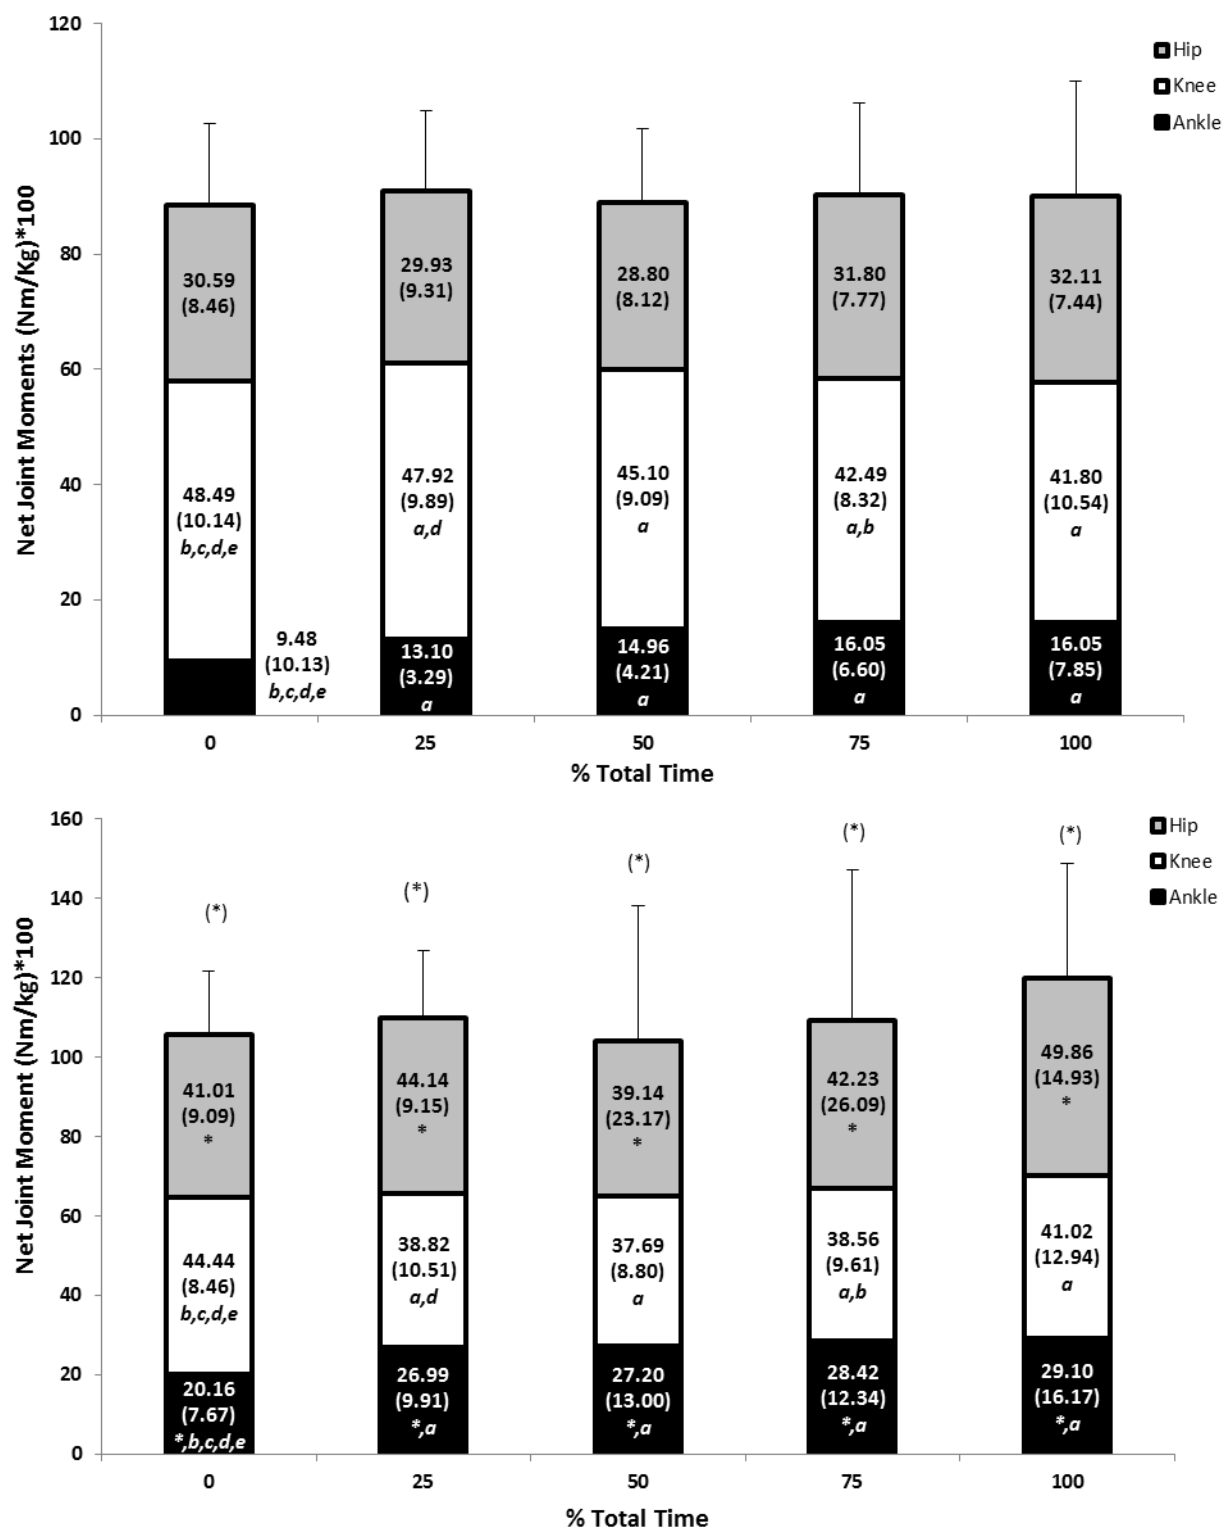 120
100
80
60
40
20
0
Net Joint Moments (Nm/Kg)*100
Hip
Knee
Ankle
30.59
(8.46)
48.49
(10.14)
b,c,d,e
9.48
(10.13)
b,c,d,e
29.93
(9.31)
47.92
(9.89)
a,d
13.10
(3.29)
a
28.80
(8.12)
45.10
(9.09)
a
14.96
(4.21)
a
31.80
(7.77)
42.49
(8.32)
a,b
16.05
(6.60)
a
32.11
(7.44)
41.80
(10.54)
a
16.05
(7.85)
a
0 25 50 75 100
% Total Time
160
140
120
100
80
60
40
20
0
Net Joint Moment (Nm/kg)*100
Hip
Knee
Ankle
(*)
41.01
(9.09)
*
44.44
(8.46)
b,c,d,e
20.16
(7.67)
*,b,c,d,e
(*)
44.14
(9.15)
*
38.82
(10.51)
a,d
26.99
(9.91)
*,a
(*)
39.14
(23.17)
*
37.69
(8.80)
a
27.20
(13.00)
*,a
(*)
42.23
(26.09)
*
38.56
(9.61)
a,b
28.42
(12.34)
*,a
(*)
49.86
(14.93)
*
41.02
(12.94)
a
29.10
(16.17)
*,a
0 25 50 75 100
% Total Time